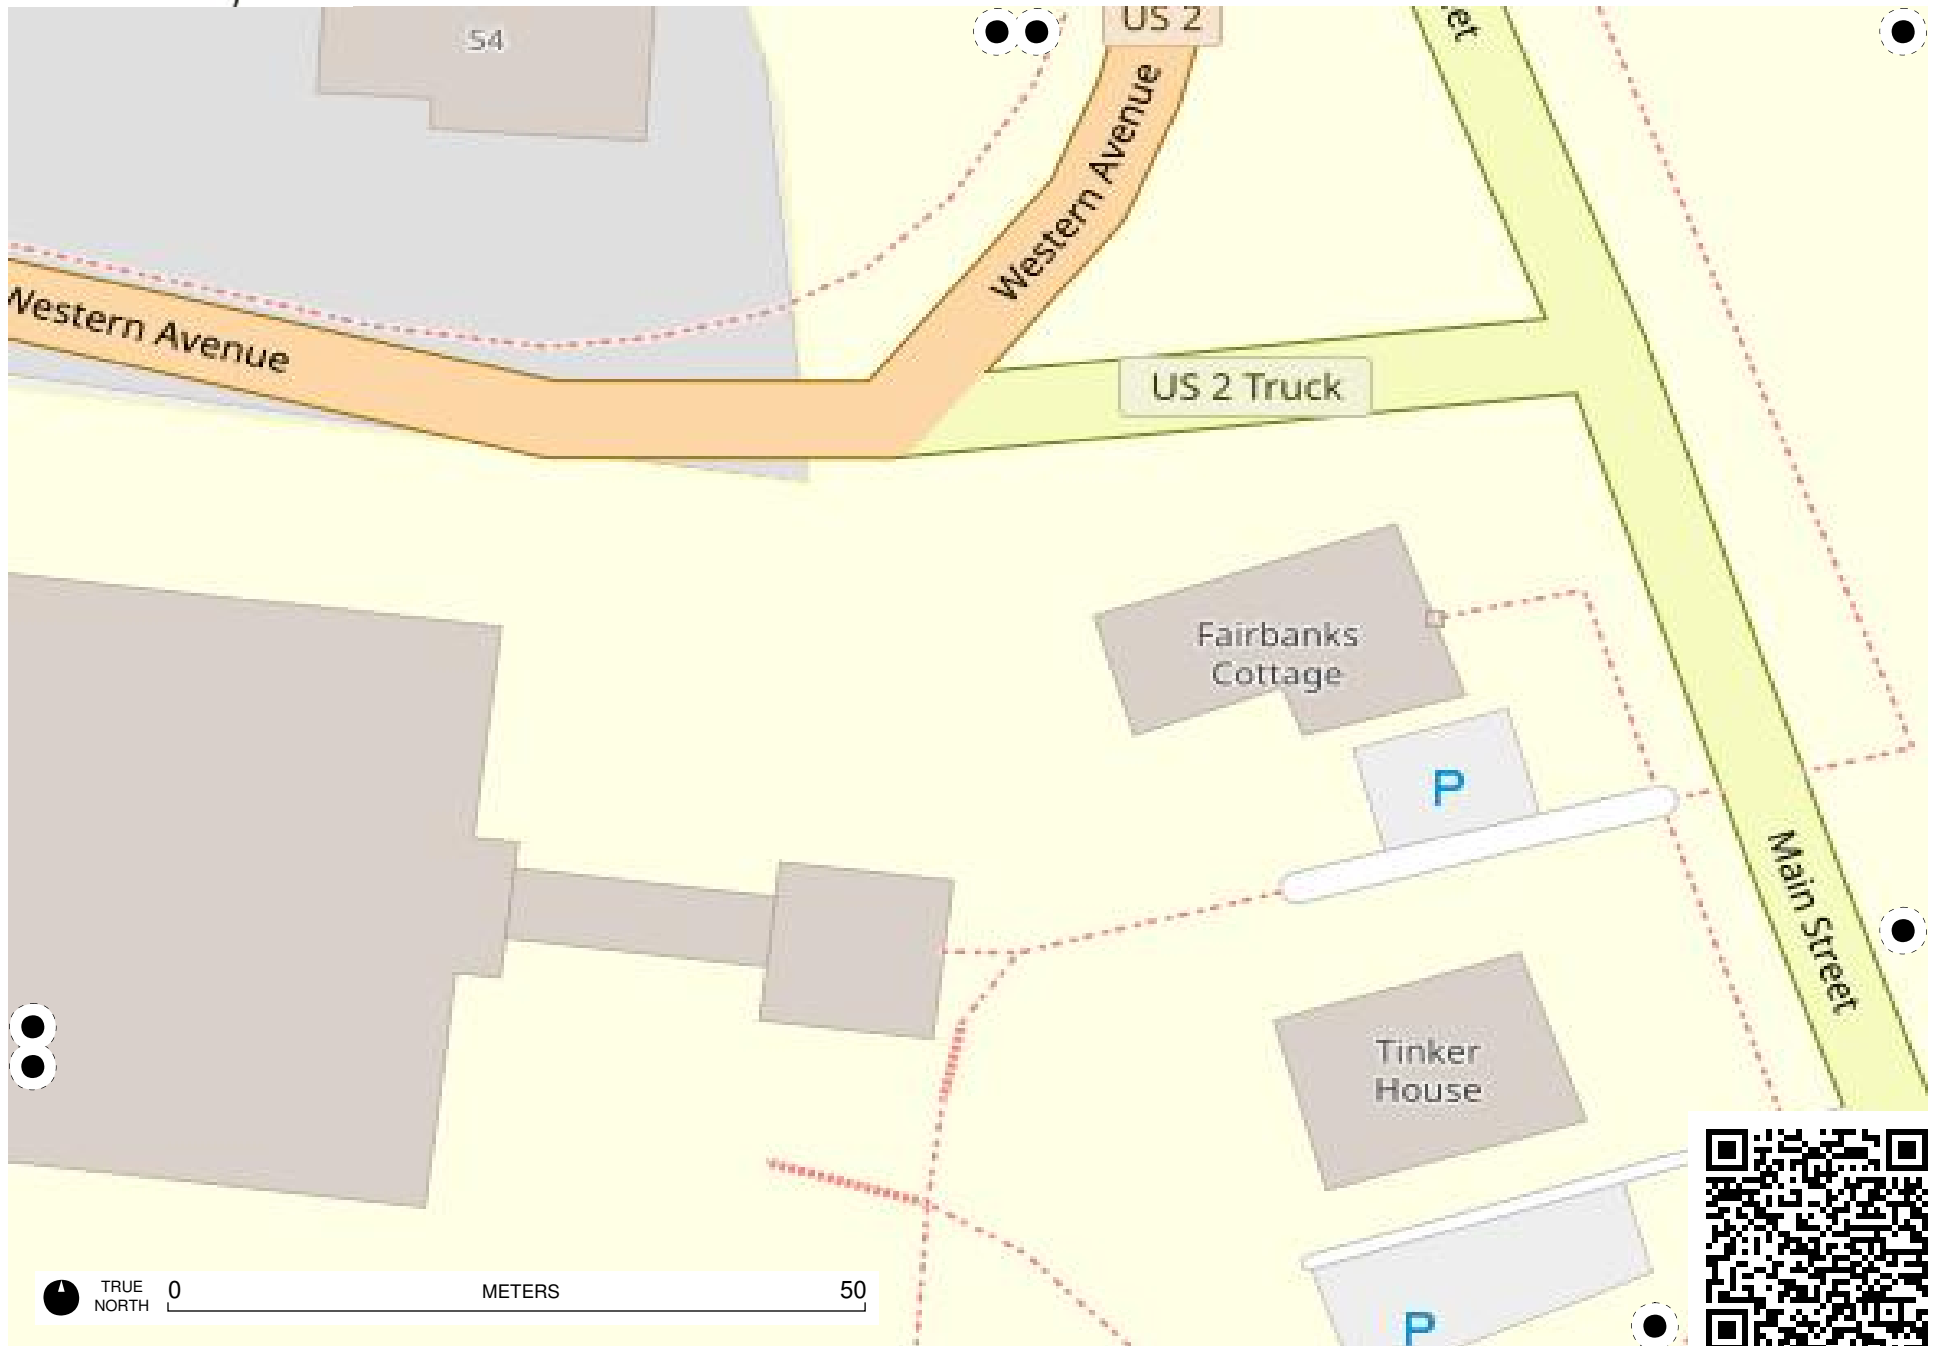 54
US 2
Western Avenue
Western Avenue
US 2 Truck
Fairbanks
Cottage
P
Main Street
Tinker
House
P
TRUE
NORTH
0
METERS
50